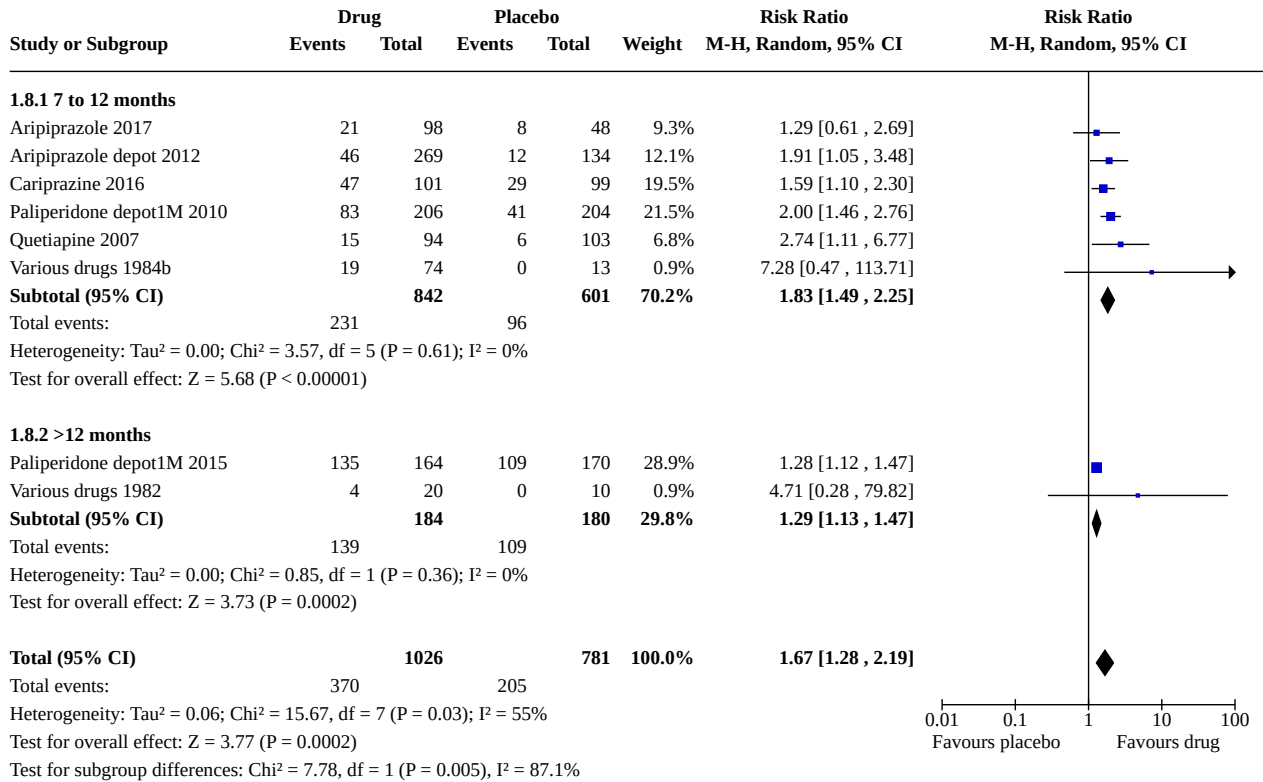 Drug Placebo Risk Ratio Risk Ratio
Study or Subgroup Events Total Events Total Weight M-H, Random, 95% CI M-H, Random, 95% CI
1.8.1 7 to 12 months
Aripiprazole 2017 21 98 8 48 9.3% 1.29 [0.61 , 2.69]
Aripiprazole depot 2012 46 269 12 134 12.1% 1.91 [1.05 , 3.48]
Cariprazine 2016 47 101 29 99 19.5% 1.59 [1.10 , 2.30]
Paliperidone depot1M 2010 83 206 41 204 21.5% 2.00 [1.46 , 2.76]
Quetiapine 2007 15 94 6 103 6.8% 2.74 [1.11 , 6.77]
Various drugs 1984b 19 74 0 13 0.9% 7.28 [0.47 , 113.71]
Subtotal (95% CI) 842 601 70.2% 1.83 [1.49 , 2.25]
Total events: 231 96
Heterogeneity: Tau² = 0.00; Chi² = 3.57, df = 5 (P = 0.61); I² = 0%
Test for overall effect: Z = 5.68 (P < 0.00001)
1.8.2 >12 months
Paliperidone depot1M 2015 135 164 109 170 28.9% 1.28 [1.12 , 1.47]
Various drugs 1982 4 20 0 10 0.9% 4.71 [0.28 , 79.82]
Subtotal (95% CI) 184 180 29.8% 1.29 [1.13 , 1.47]
Total events: 139 109
Heterogeneity: Tau² = 0.00; Chi² = 0.85, df = 1 (P = 0.36); I² = 0%
Test for overall effect: Z = 3.73 (P = 0.0002)
Total (95% CI) 1026 781 100.0% 1.67 [1.28 , 2.19]
Total events: 370 205
Heterogeneity: Tau² = 0.06; Chi² = 15.67, df = 7 (P = 0.03); I² = 55%
Test for overall effect: Z = 3.77 (P = 0.0002)
Test for subgroup differences: Chi² = 7.78, df = 1 (P = 0.005), I² = 87.1%
0.01 0.1 1 10 100
Favours placebo Favours drug